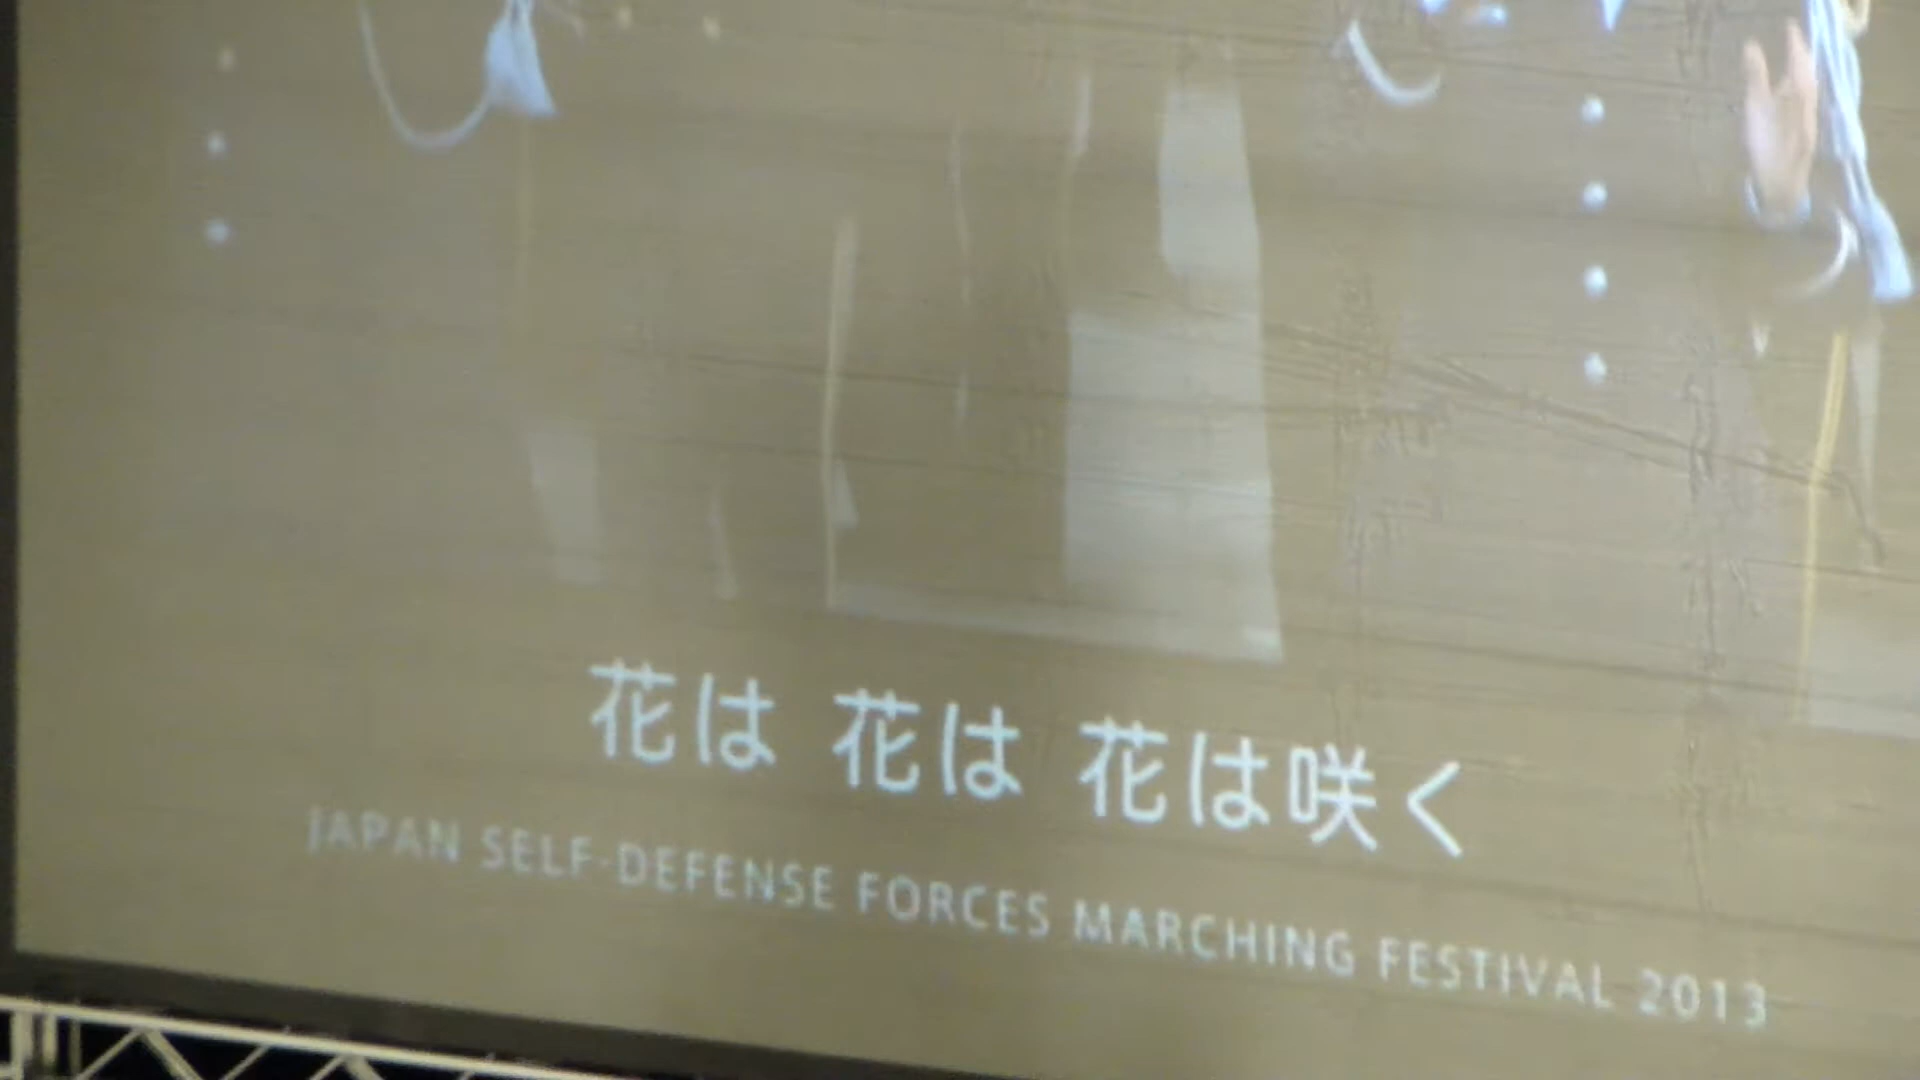 花は 花は 花は咲く
JAPAN SELF-DEFENSE FORCES MARCHING FESTIVAL 2013